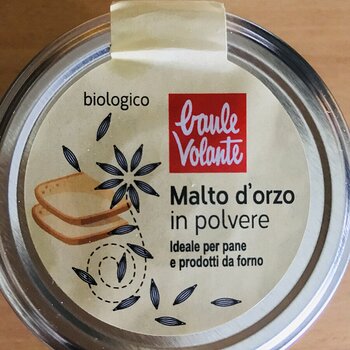 biologico
baule
Volante
Malto d'orzo
in polvere
Ideale per pane
e prodotti da forno